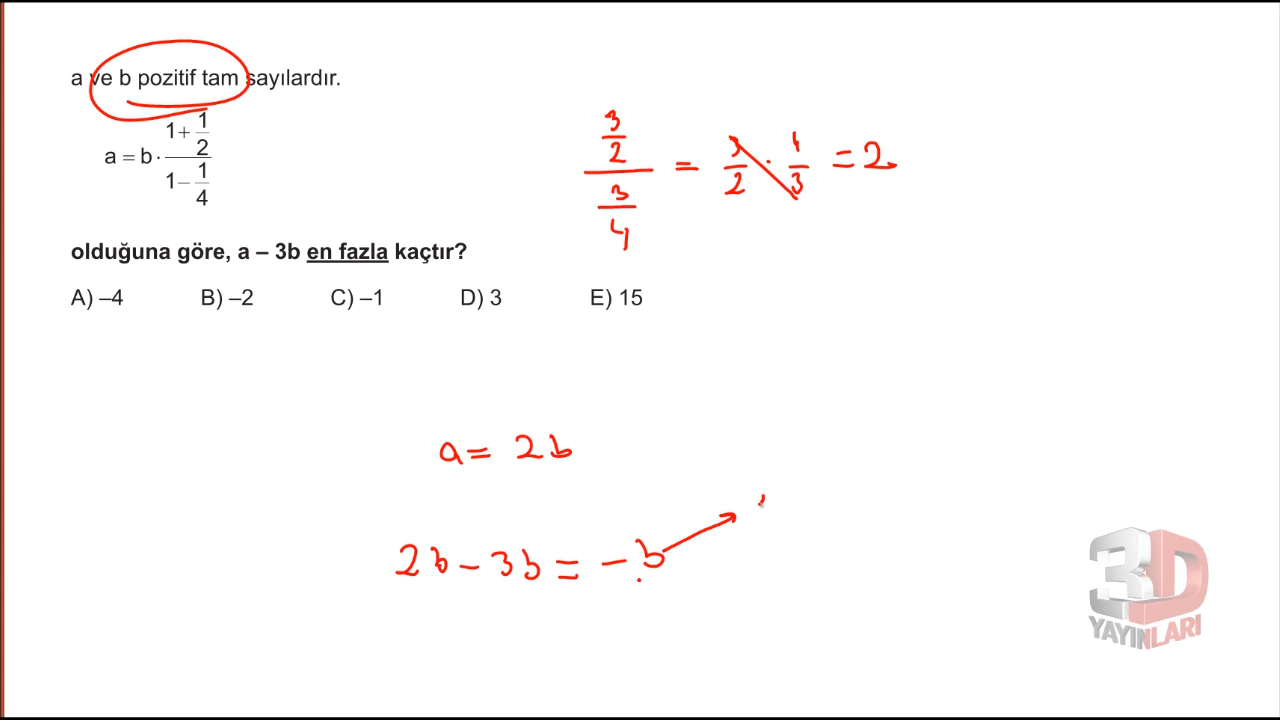 a ve b pozitif tam sayılardır.
a = b · (1 + 1/2) / (1 – 1/4)
olduğuna göre, a – 3b en fazla kaçtır?
A) –4 B) –2 C) –1 D) 3 E) 15
(3/2) / (3/4) = 3/2 · 4/3 = 2
a = 2b
2b – 3b = – b
3D
YAYINLARI